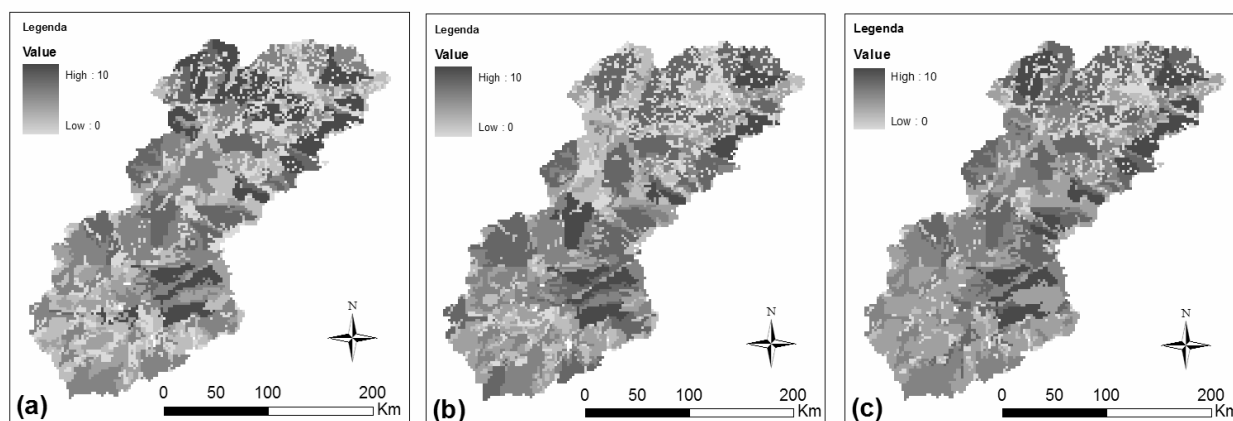 Legenda
Value
High : 10
Low : 0
N
(a)
0 100 200
50
Km
Legenda
Value
High : 10
Low : 0
N
(b)
0 50 100 200
Km
Legenda
Value
High : 10
Low : 0
N
(c)
0 50 100 200
Km